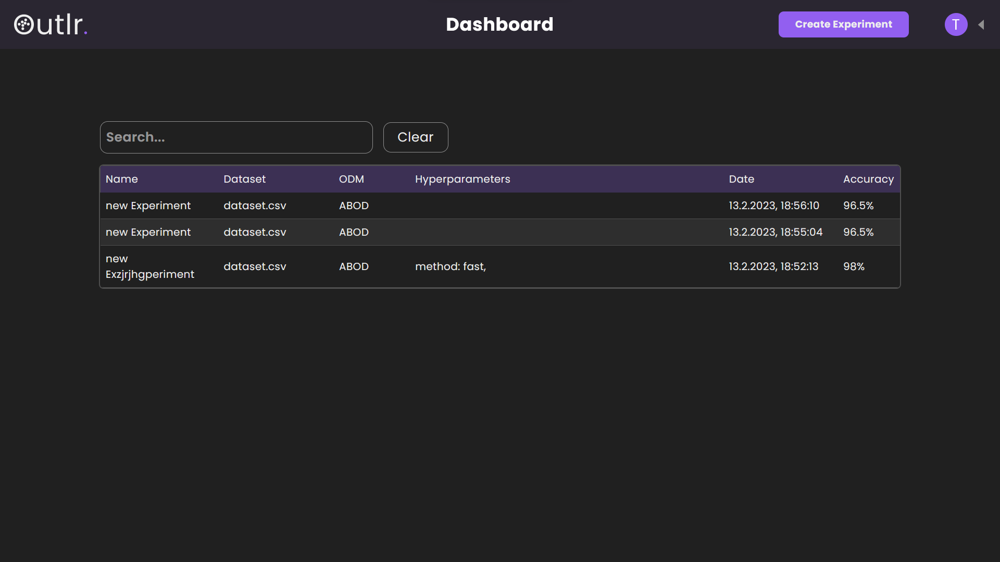 Outlr.
Dashboard
Create Experiment
T
Search...
Clear
Name Dataset ODM Hyperparameters Date Accuracy
new Experiment dataset.csv ABOD 13.2.2023, 18:56:10 96.5%
new Experiment dataset.csv ABOD 13.2.2023, 18:55:04 96.5%
new
Exzjrjhgperiment dataset.csv ABOD method: fast, 13.2.2023, 18:52:13 98%